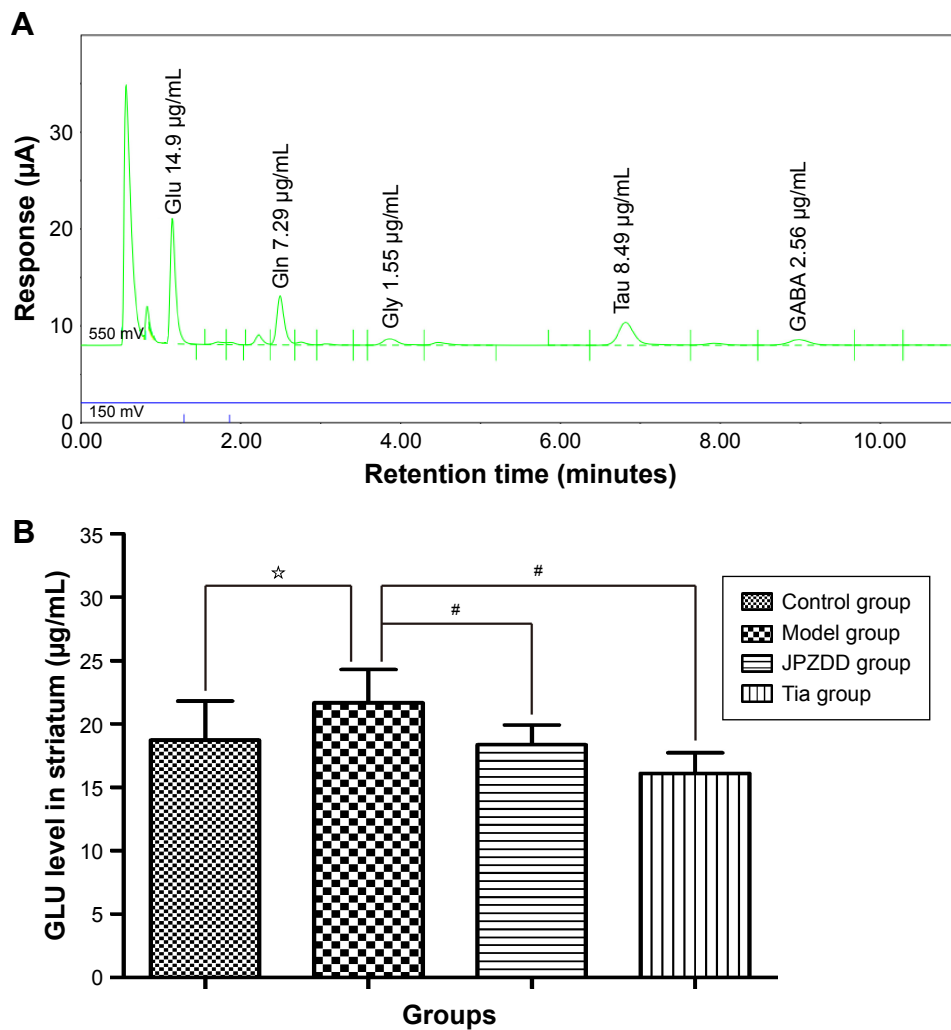 A
Response (µA)
30
20
10
0
550 mV
150 mV
Glu 14.9 µg/mL
Gln 7.29 µg/mL
Gly 1.55 µg/mL
Tau 8.49 µg/mL
GABA 2.56 µg/mL
0.00 2.00 4.00 6.00 8.00 10.00
Retention time (minutes)
B
GLU level in striatum (µg/mL)
35
30
25
20
15
10
5
0
☆
#
#
Control group
Model group
JPZDD group
Tia group
Groups